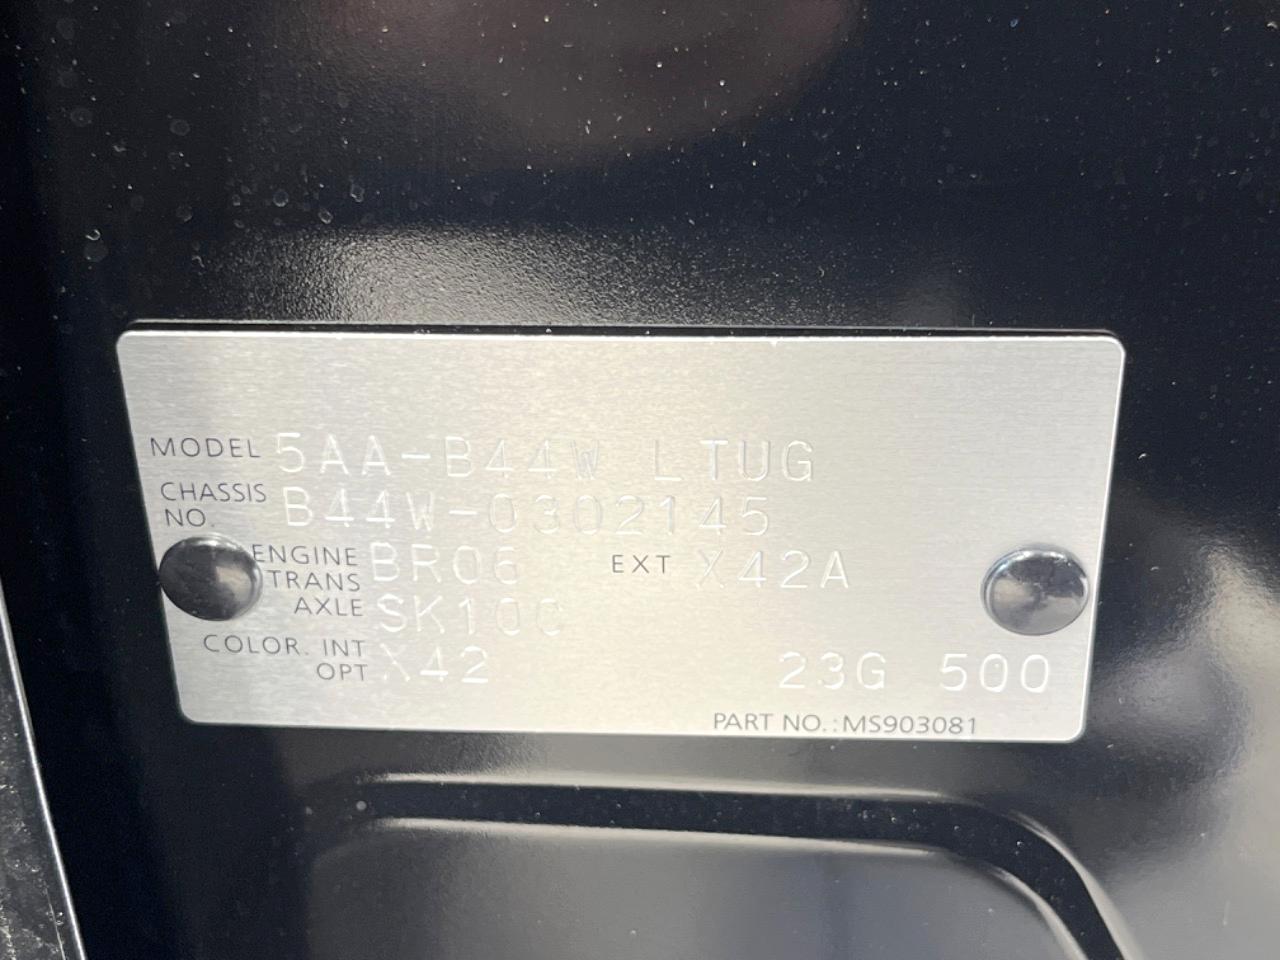 MODEL 5AA-B44W LTUG
CHASSIS NO. B44W-0302145
ENGINE BR06 EXT X42A
TRANS AXLE SK10C
COLOR. INT OPT X42 23G 500
PART NO.:MS903081